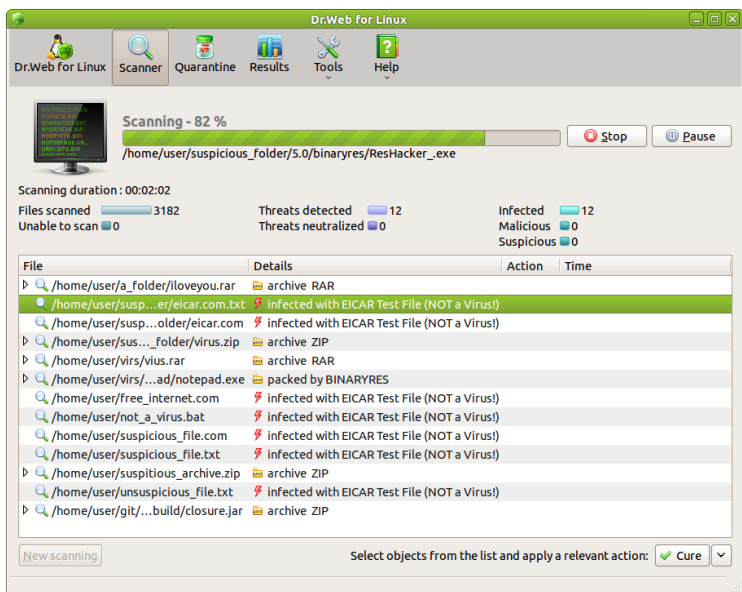 Dr.Web for Linux
Dr.Web for Linux Scanner Quarantine Results Tools Help
Scanning - 82 %
Stop Pause
/home/user/suspicious_folder/5.0/binaryres/ResHacker_.exe
Scanning duration : 00:02:02
Files scanned 3182 Threats detected 12 Infected 12
Unable to scan 0 Threats neutralized 0 Malicious 0
Suspicious 0
File Details Action Time
/home/user/a_folder/iloveyou.rar archive RAR
/home/user/susp...er/eicar.com.txt infected with EICAR Test File (NOT a Virus!)
/home/user/susp...older/eicar.com infected with EICAR Test File (NOT a Virus!)
/home/user/sus..._folder/virus.zip archive ZIP
/home/user/virs/vius.rar archive RAR
/home/user/virs/...ad/notepad.exe packed by BINARYRES
/home/user/free_internet.com infected with EICAR Test File (NOT a Virus!)
/home/user/not_a_virus.bat infected with EICAR Test File (NOT a Virus!)
/home/user/suspicious_file.com infected with EICAR Test File (NOT a Virus!)
/home/user/suspicious_file.txt infected with EICAR Test File (NOT a Virus!)
/home/user/suspitious_archive.zip archive ZIP
/home/user/unsuspicious_file.txt infected with EICAR Test File (NOT a Virus!)
/home/user/git/...build/closure.jar archive ZIP
New scanning Select objects from the list and apply a relevant action: Cure